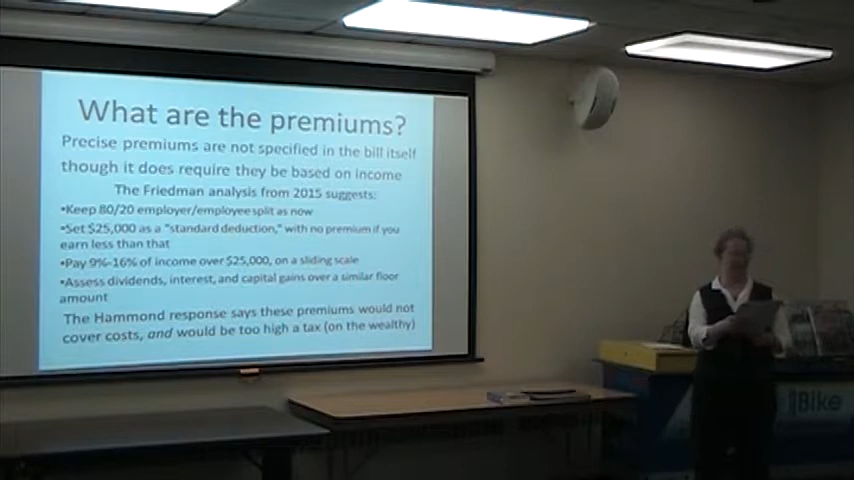 What are the premiums?
Precise premiums are not specified in the bill itself
though it does require they be based on income
The Friedman analysis from 2015 suggests:
•Keep 80/20 employer/employee split as now
•Set $25,000 as a "standard deduction," with no premium if you
earn less than that
•Pay 9%-16% of income over $25,000, on a sliding scale
•Assess dividends, interest, and capital gains over a similar floor
amount
The Hammond response says these premiums would not
cover costs, and would be too high a tax (on the wealthy)
Bike